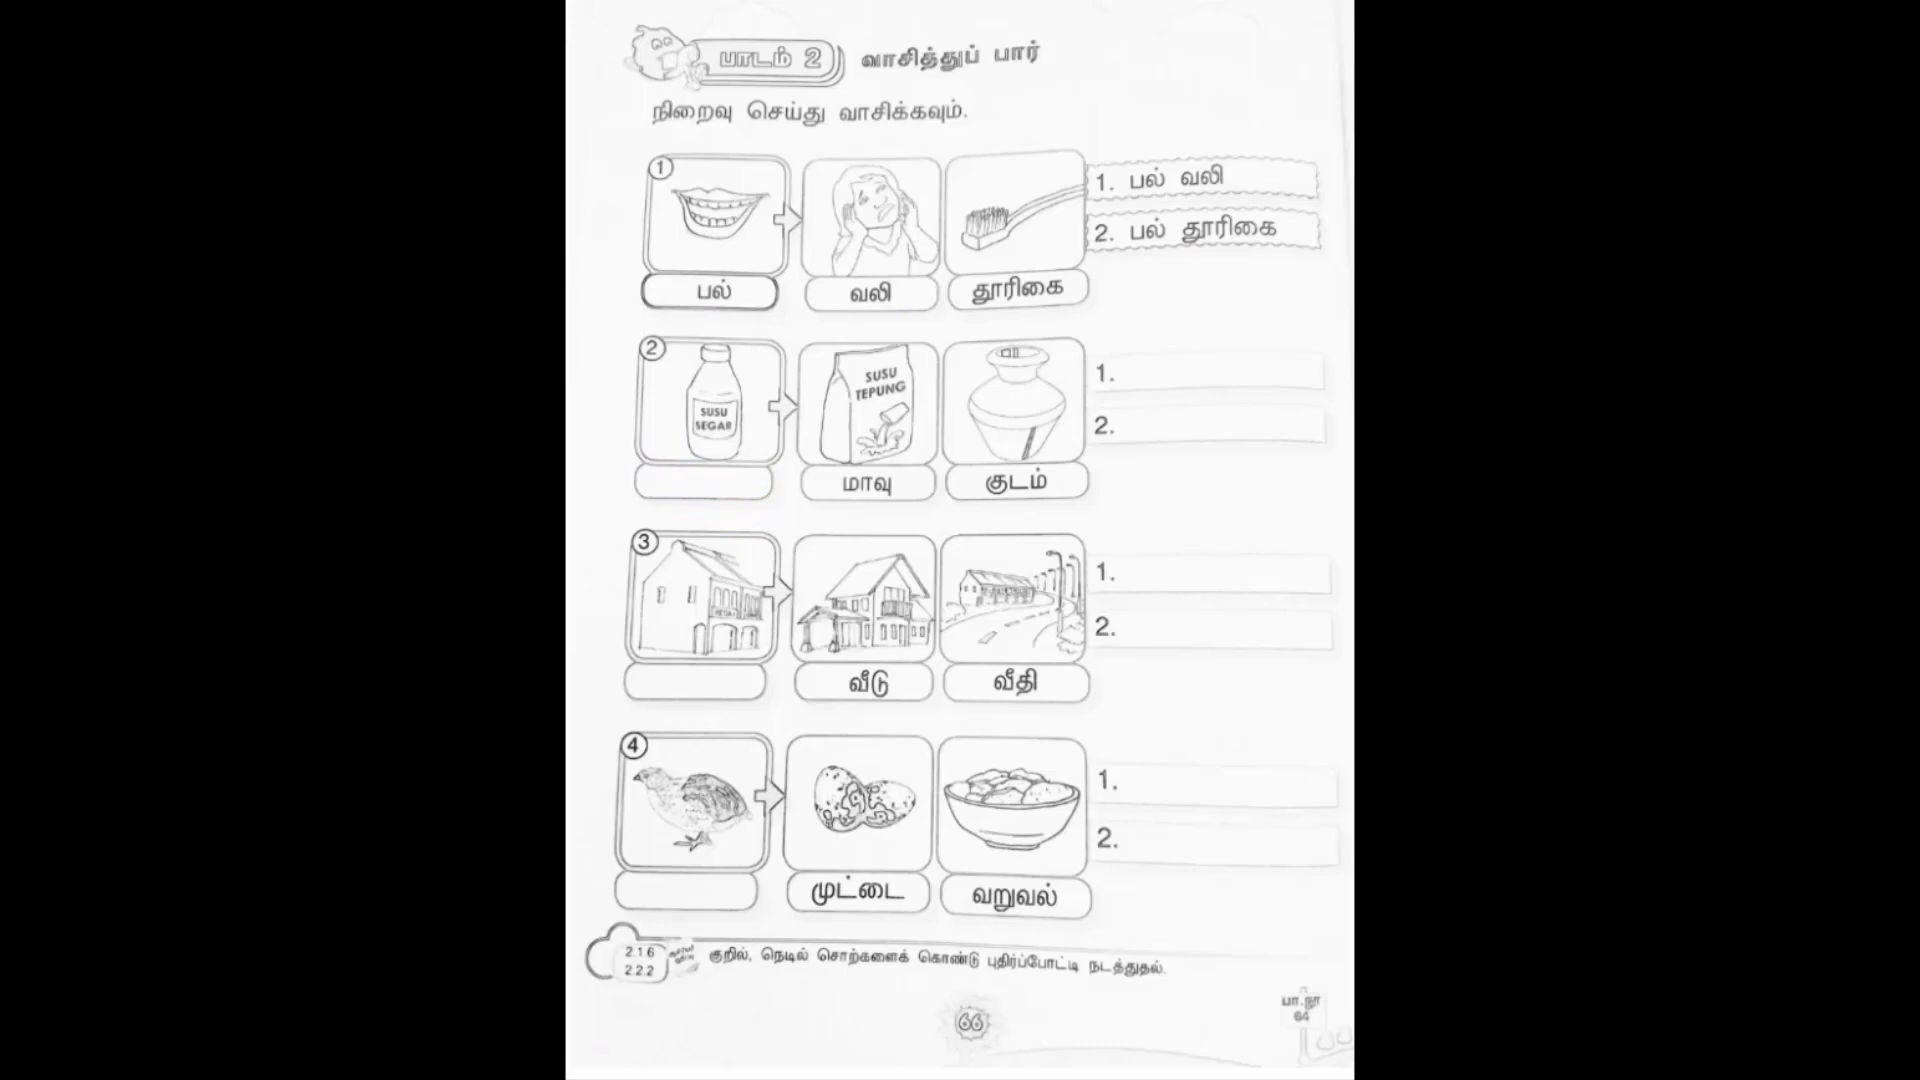 பாடம் 2 வாசித்துப் பார்
நிறைவு செய்து வாசிக்கவும்.
1
பல்
வலி
தூரிகை
1. பல் வலி
2. பல் தூரிகை
2
SUSU
SEGAR
SUSU
TEPUNG
மாவு
குடம்
1.
2.
3
வீடு
வீதி
1.
2.
4
முட்டை
வறுவல்
1.
2.
2.1.6
2.2.2
குறில், நெடில் சொற்களைக் கொண்டு புதிர்ப்போட்டி நடத்துதல்.
66
பா.நூ
64